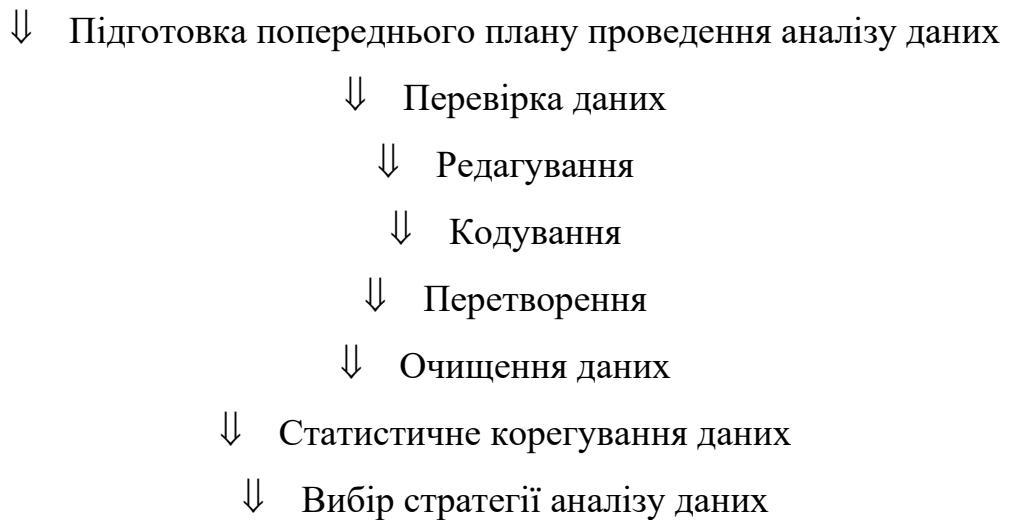 ⇓ Підготовка попереднього плану проведення аналізу даних
⇓ Перевірка даних
⇓ Редагування
⇓ Кодування
⇓ Перетворення
⇓ Очищення даних
⇓ Статистичне корегування даних
⇓ Вибір стратегії аналізу даних